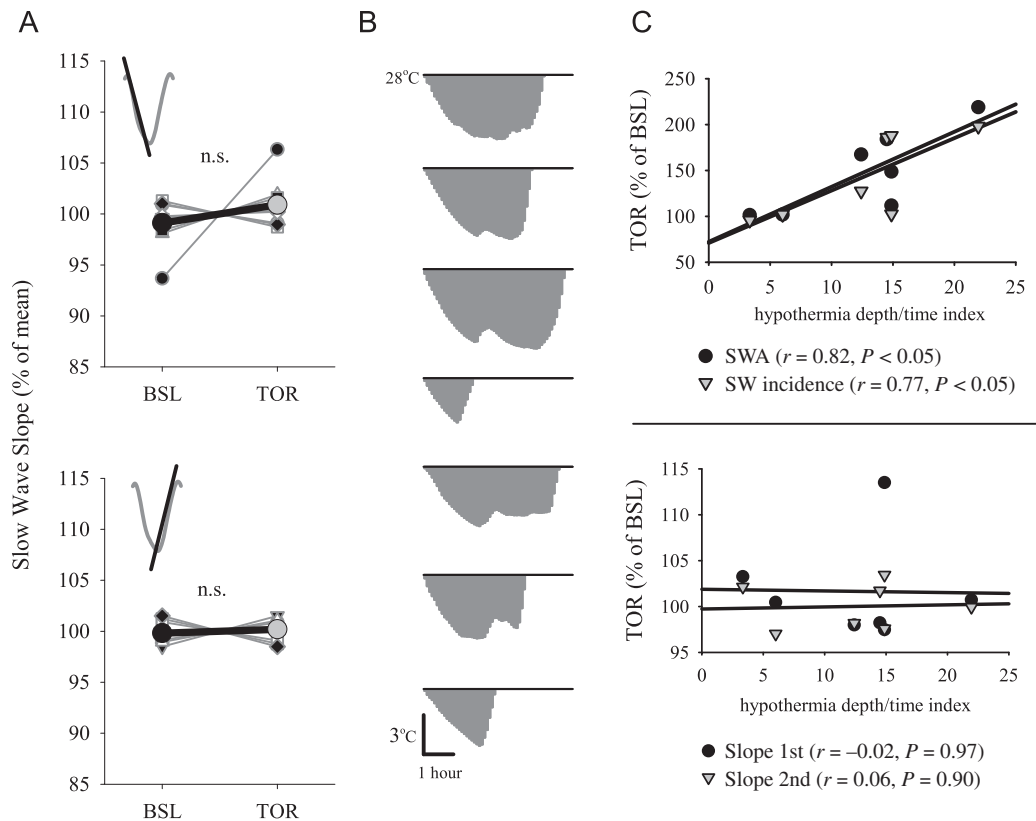 A
Slow Wave Slope (% of mean)
115
110
105
100
95
90
85
n.s.
BSL TOR
115
110
105
100
95
90
85
n.s.
BSL TOR
B
28°C
3°C
1 hour
C
TOR (% of BSL)
250
200
150
100
50
0 5 10 15 20 25
hypothermia depth/time index
SWA (r = 0.82, P < 0.05)
SW incidence (r = 0.77, P < 0.05)
TOR (% of BSL)
115
110
105
100
95
0 5 10 15 20 25
hypothermia depth/time index
Slope 1st (r = –0.02, P = 0.97)
Slope 2nd (r = 0.06, P = 0.90)